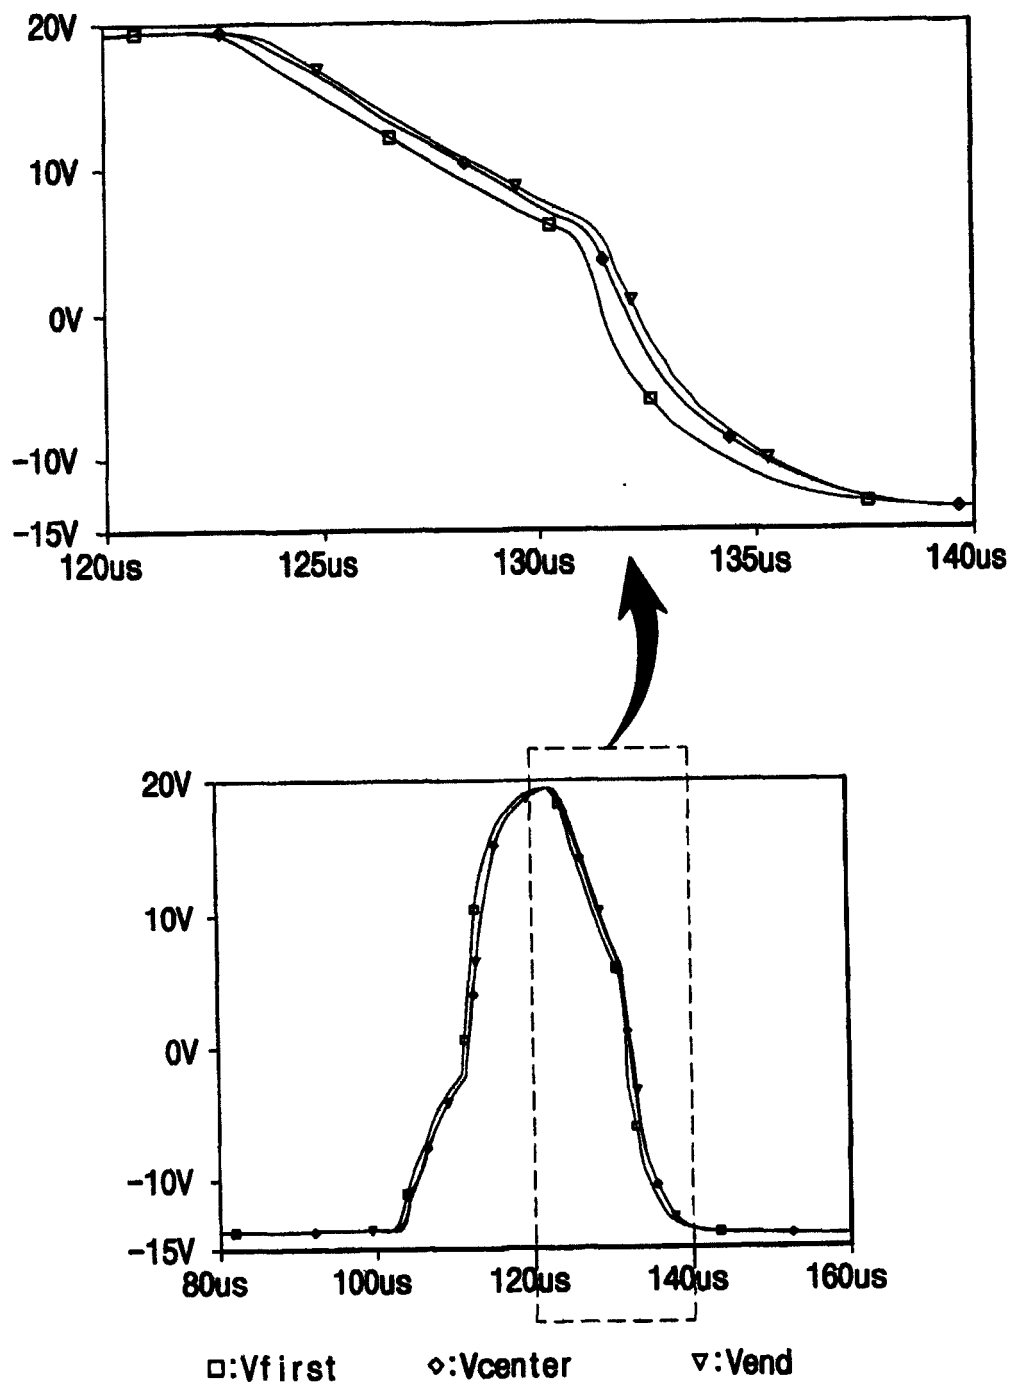 20V
10V
0V
-10V
-15V
120us 125us 130us 135us 140us
20V
10V
0V
-10V
-15V
80us 100us 120us 140us 160us
□:Vfirst ◇:Vcenter ▽:Vend